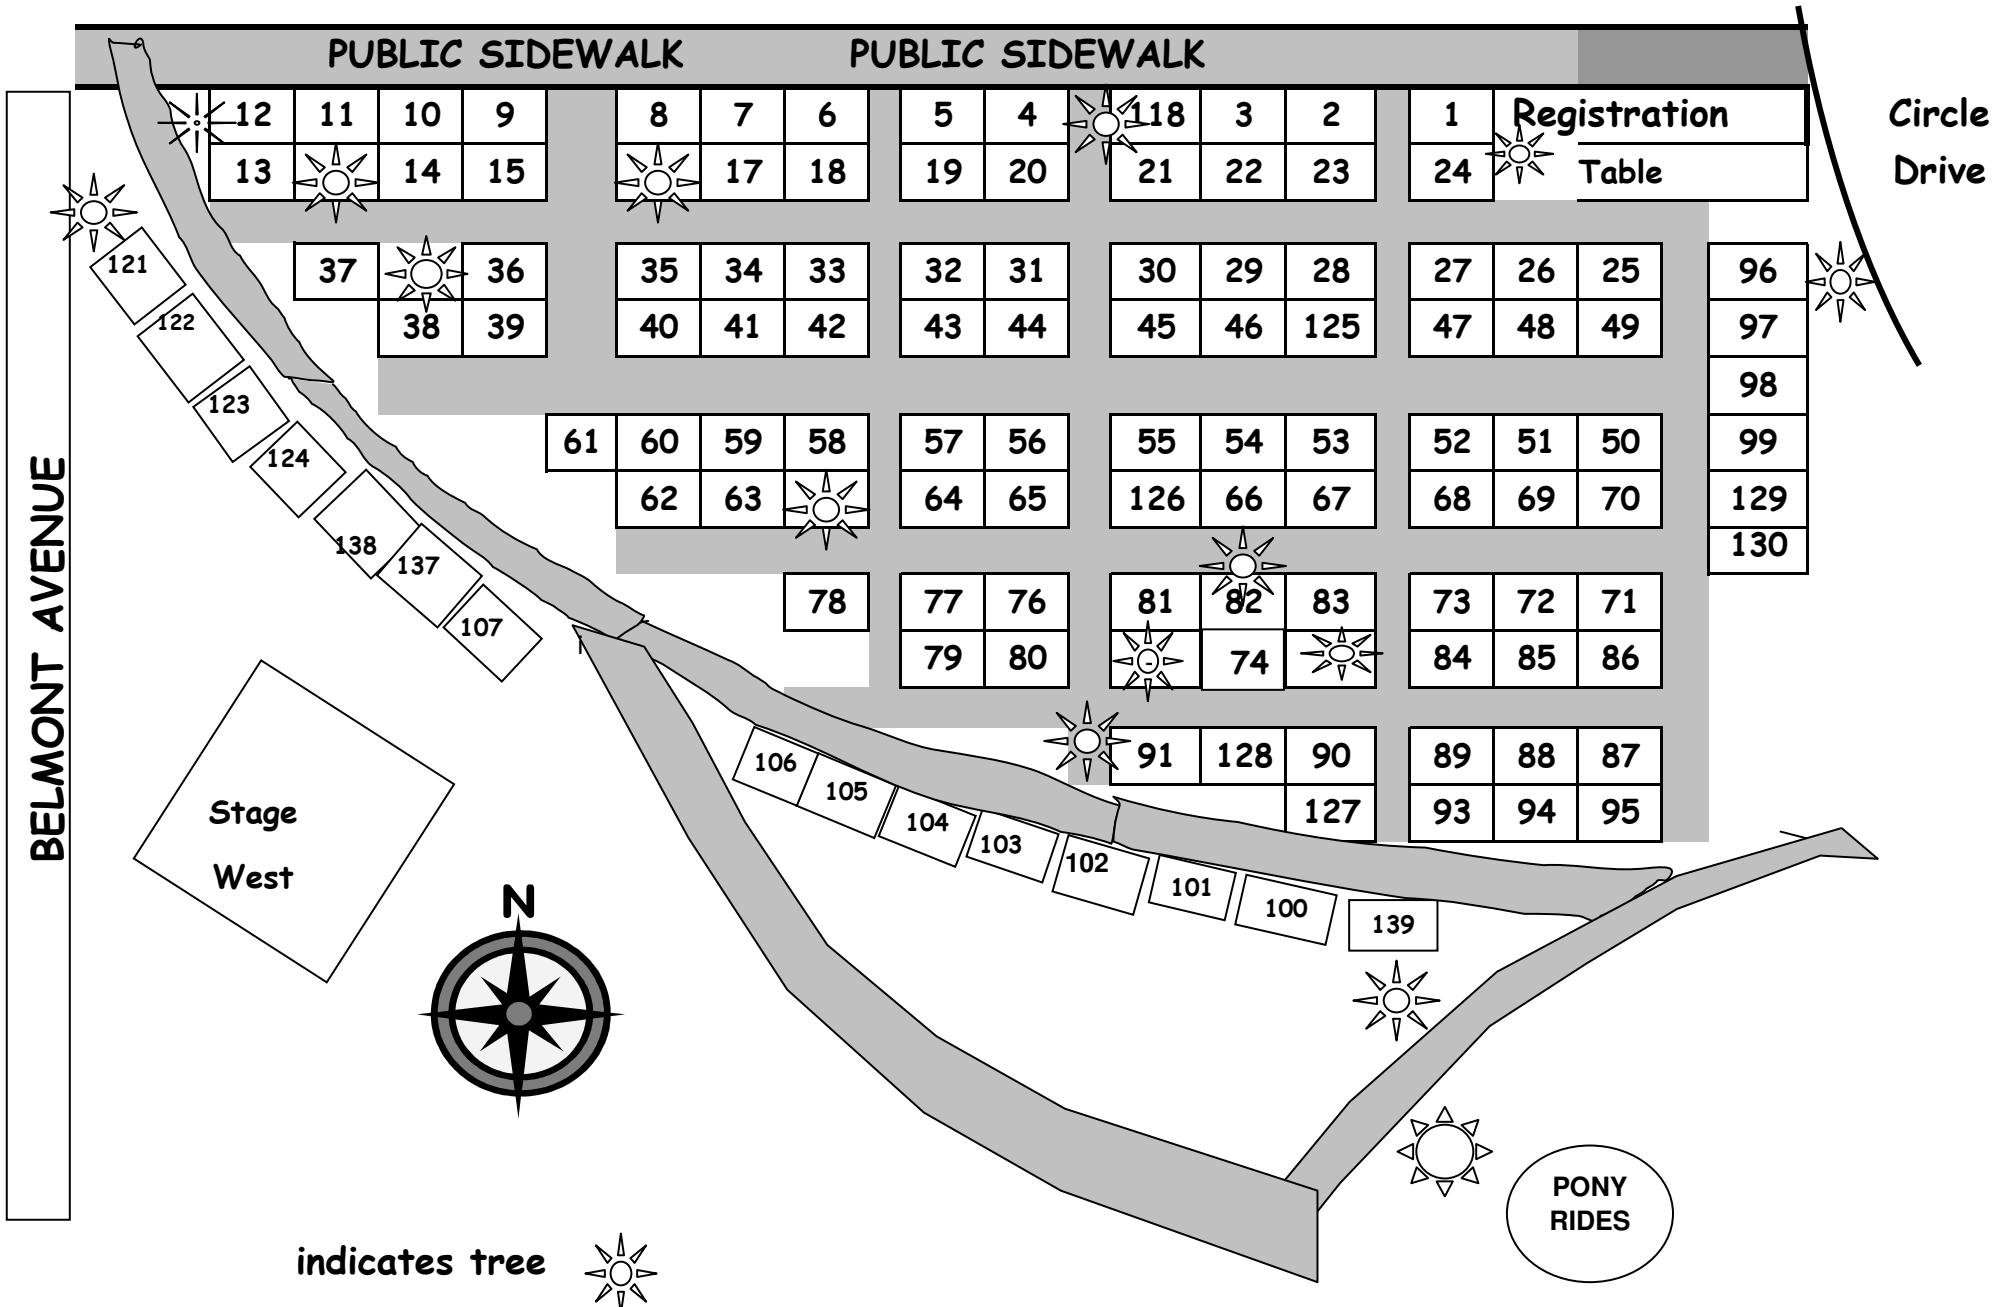 PUBLIC SIDEWALK PUBLIC SIDEWALK
12 11 10 9 8 7 6 5 4 118 3 2 1 Registration Circle
13 14 15 17 18 19 20 21 22 23 24 Table Drive
121 37 36 35 34 33 32 31 30 29 28 27 26 25 96
122 38 39 40 41 42 43 44 45 46 125 47 48 49 97
98
123
61 60 59 58 57 56 55 54 53 52 51 50 99
124
62 63 64 65 126 66 67 68 69 70 129
138 130
137
78 77 76 81 82 83 73 72 71
107
79 80 74 84 85 86
BELMONT AVENUE
106 91 128 90 89 88 87
105
Stage 104 127 93 94 95
103
102
West 101
100
139
N
PONY
RIDES
indicates tree